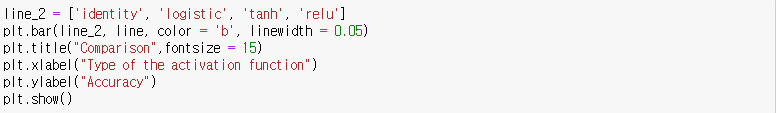 line_2 = ['identity', 'logistic', 'tanh', 'relu']
plt.bar(line_2, line, color = 'b', linewidth = 0.05)
plt.title("Comparison",fontsize = 15)
plt.xlabel("Type of the activation function")
plt.ylabel("Accuracy")
plt.show()